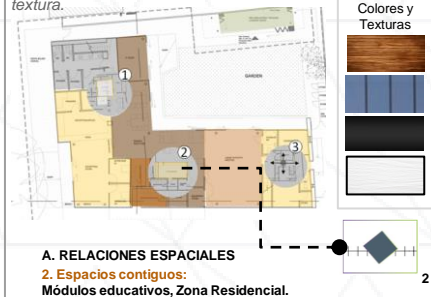 textura.
Colores y
Texturas
1
GARDEN
2
3
A. RELACIONES ESPACIALES
2. Espacios contiguos:
2
Módulos educativos, Zona Residencial.